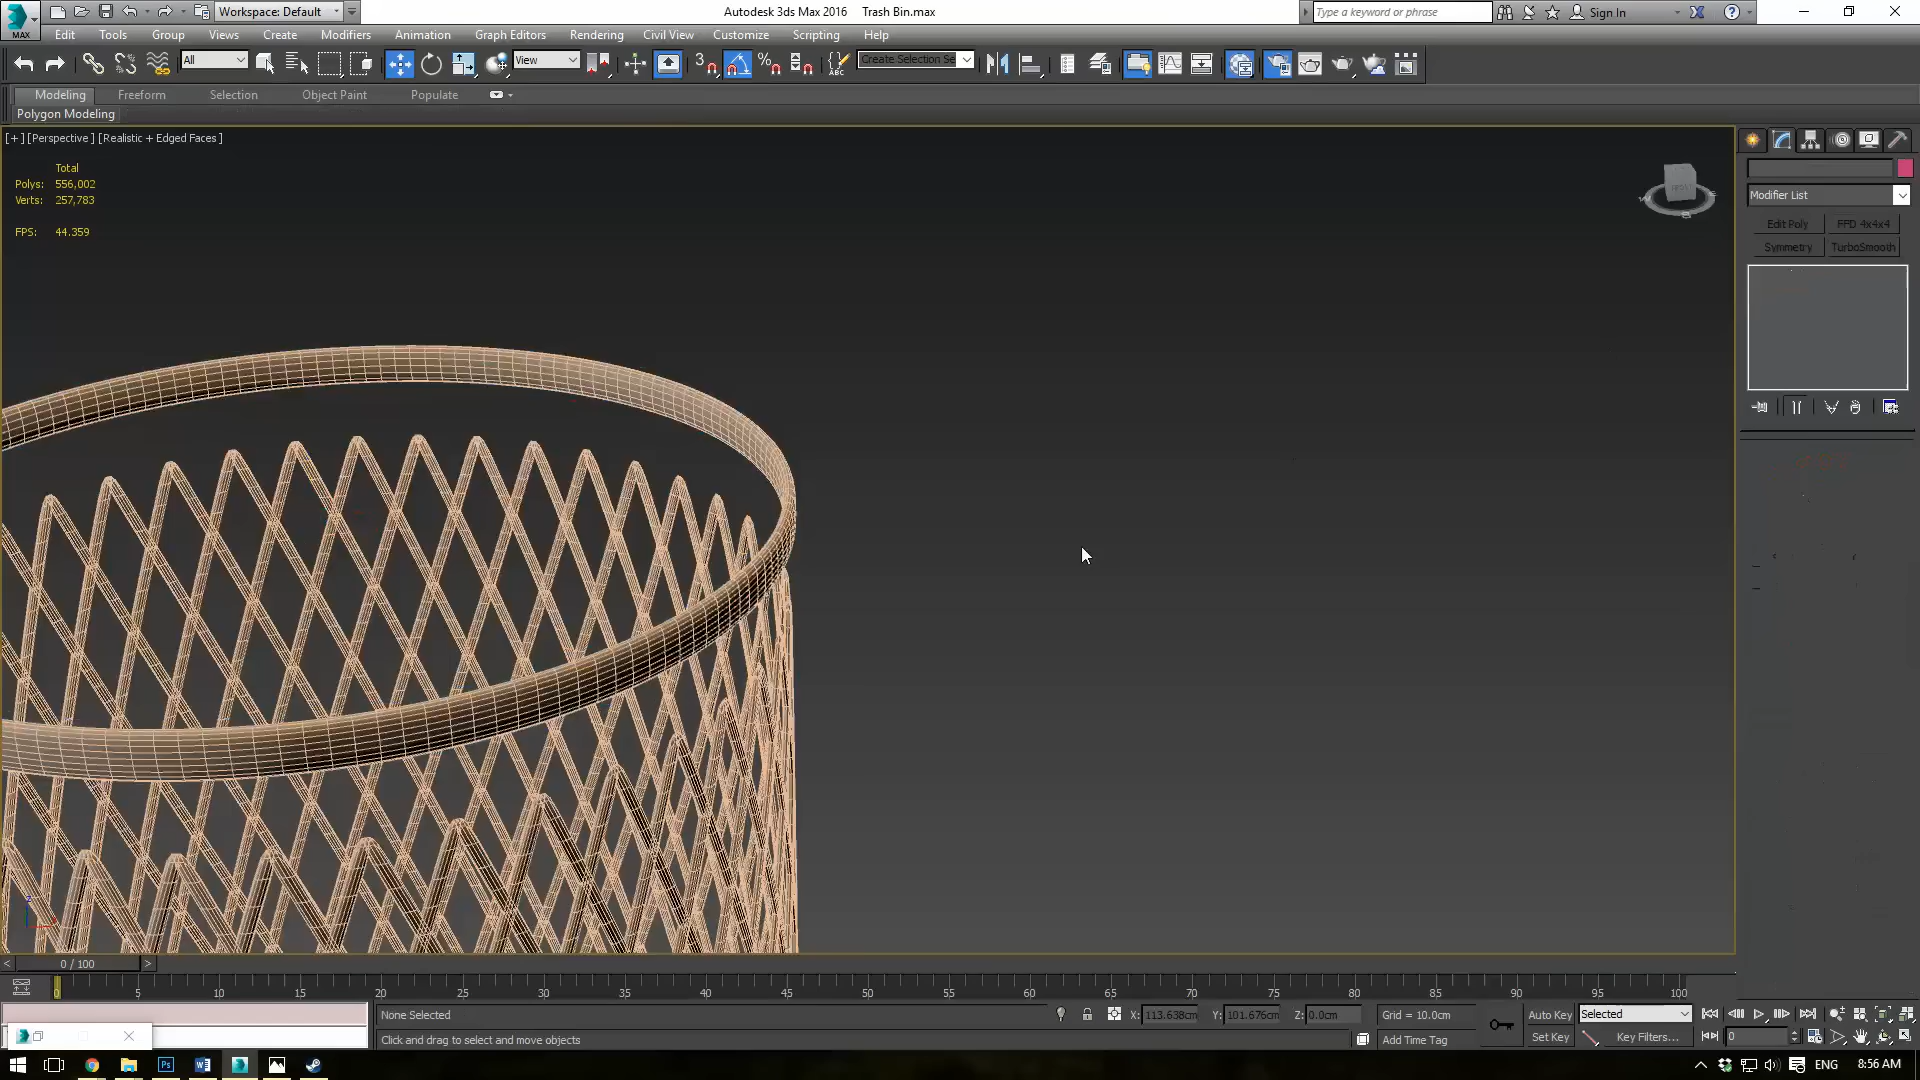 Workspace: Default
Autodesk 3ds Max 2016 Trash Bin.max
Type a keyword or phrase
Sign In
MAX
Edit Tools Group Views Create Modifiers Animation Graph Editors Rendering Civil View Customize Scripting Help
All
View
3
%
ABC
Create Selection Se
Modeling Freeform Selection Object Paint Populate
Polygon Modeling
[+] [Perspective] [Realistic + Edged Faces]
Total
Polys: 556,002
Verts: 257,783
FPS: 44.359
Modifier List
Edit Poly FFD 4x4x4
Symmetry TurboSmooth
< 0 / 100 >
0 5 10 15 20 25 30 35 40 45 50 55 60 65 70 75 80 85 90 95 100
None Selected
X: 113.638cm Y: 101.676cm Z: 0.0cm
Grid = 10.0cm
Auto Key Selected
Click and drag to select and move objects
Add Time Tag
Set Key Key Filters...
0
ENG 8:56 AM